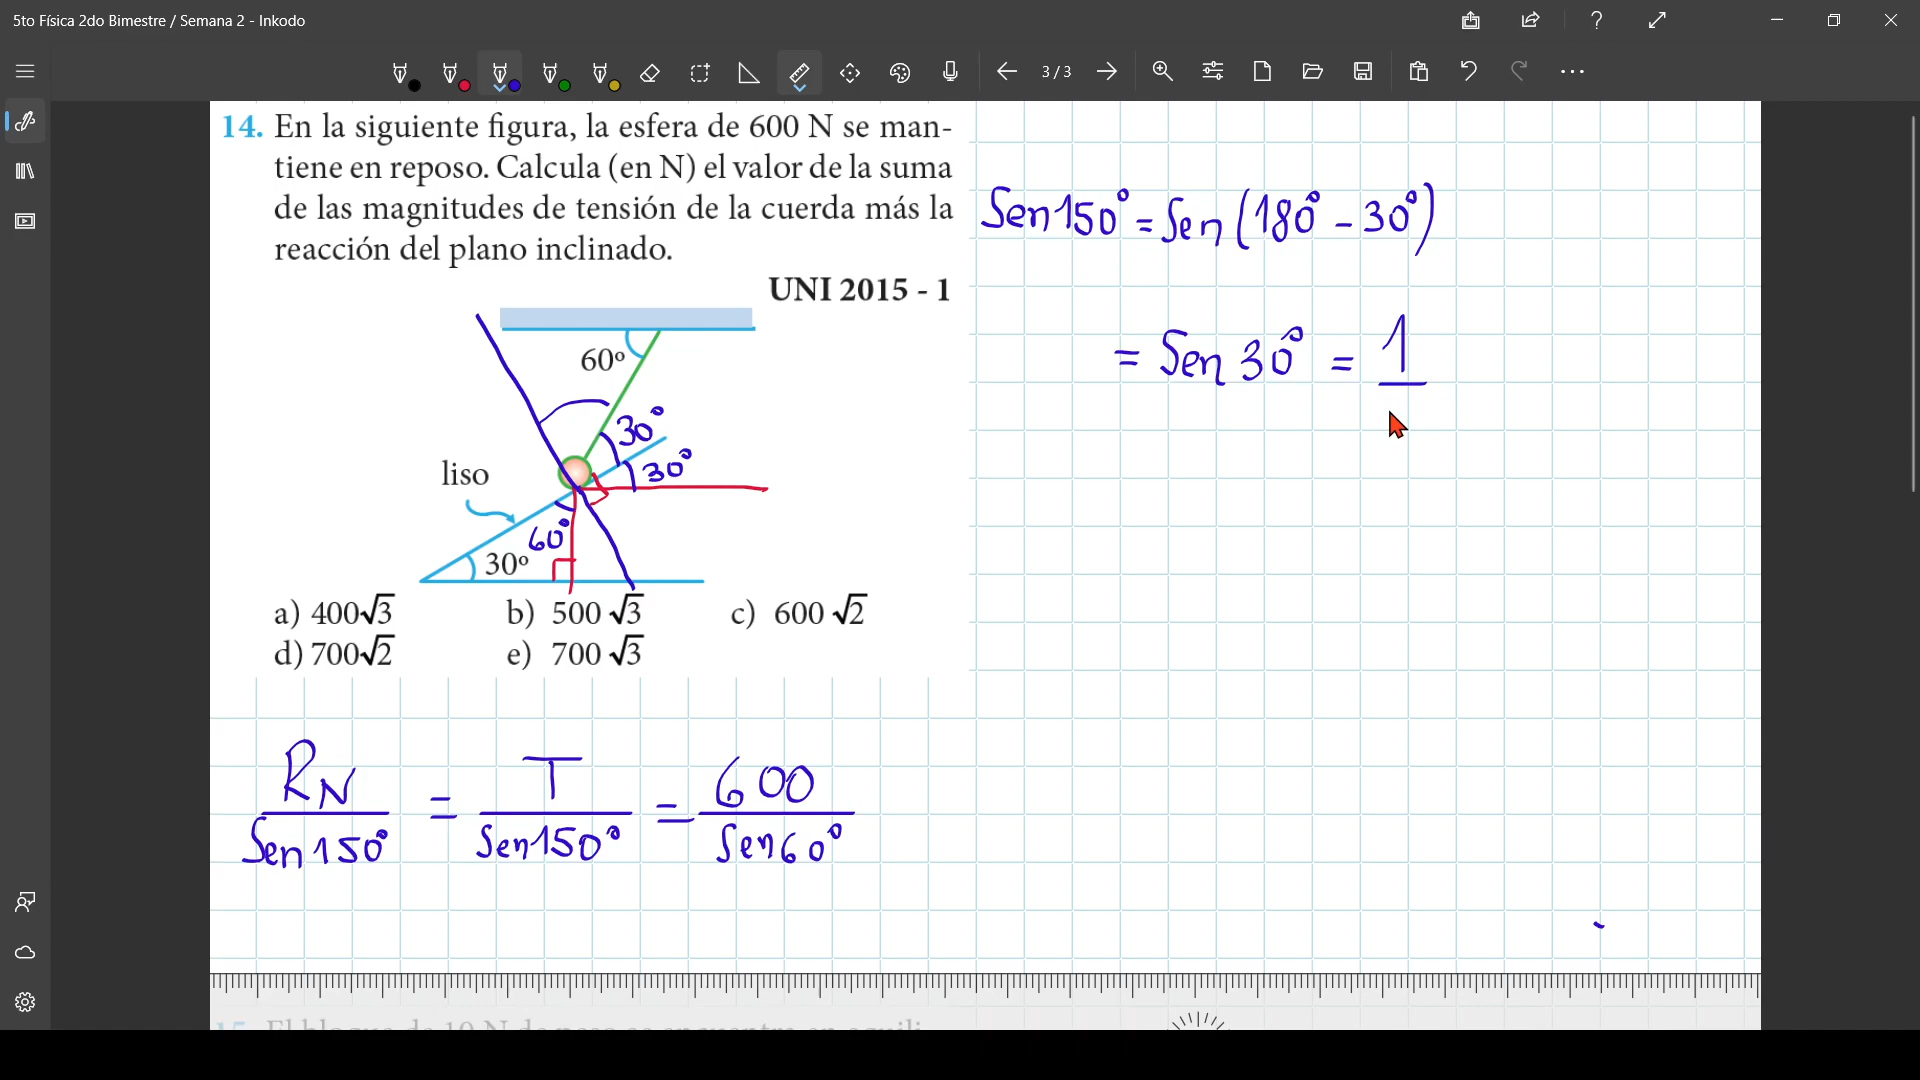 5to Física 2do Bimestre / Semana 2 - Inkodo
3/3
14. En la siguiente figura, la esfera de 600 N se man-
tiene en reposo. Calcula (en N) el valor de la suma
de las magnitudes de tensión de la cuerda más la
reacción del plano inclinado.
UNI 2015 - 1
60º
30°
30°
liso
60°
30º
a) 400√3 b) 500 √3 c) 600 √2
d) 700√2 e) 700 √3
Sen150° = Sen (180° - 30°)
= Sen 30° = 1
R_N / Sen150° = T / Sen150° = 600 / Sen60°